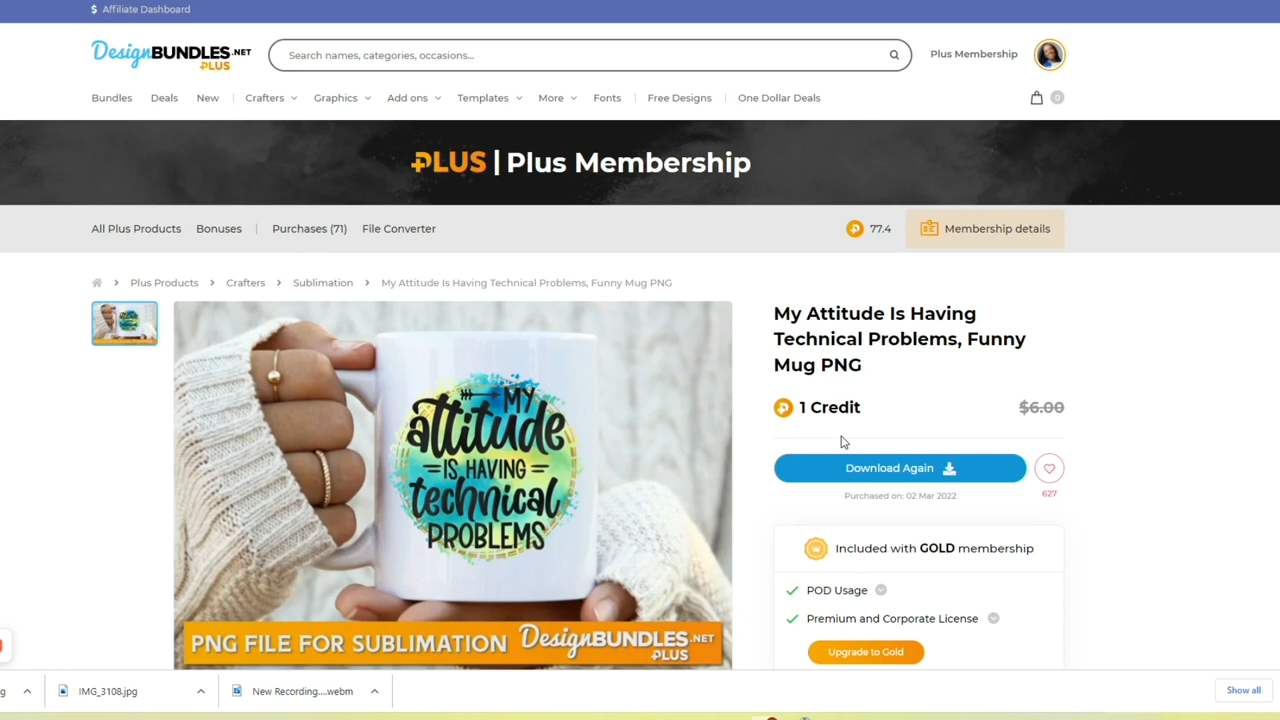 $ Affiliate Dashboard
DesignBUNDLES.NET
PLUS
Search names, categories, occasions...
Plus Membership
Bundles Deals New Crafters Graphics Add ons Templates More Fonts Free Designs One Dollar Deals
0
PLUS | Plus Membership
All Plus Products Bonuses Purchases (71) File Converter
77.4 Membership details
Plus Products Crafters Sublimation My Attitude Is Having Technical Problems, Funny Mug PNG
My Attitude Is Having
Technical Problems, Funny
Mug PNG
1 Credit $6.00
Download Again
Purchased on: 02 Mar 2022
627
Included with GOLD membership
POD Usage
Premium and Corporate License
Upgrade to Gold
MY
attitude
IS HAVING
technical
PROBLEMS
PNG FILE FOR SUBLIMATION DesignBUNDLES.NET
PLUS
g IMG_3108.jpg New Recording....webm Show all